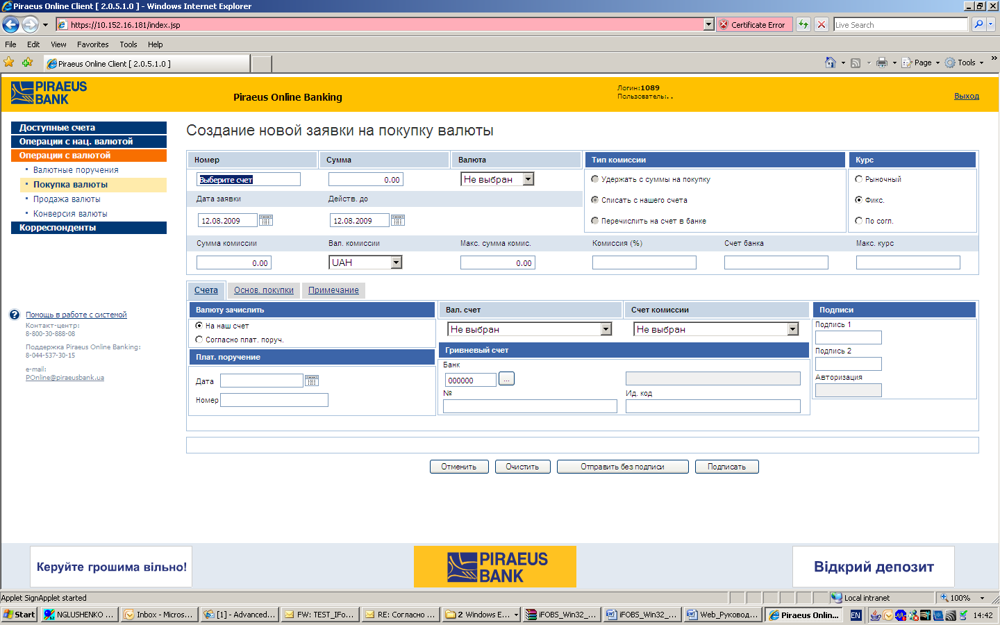 Piraeus Online Client [ 2.0.5.1.0 ] - Windows Internet Explorer
https://10.152.16.181/index.jsp
Certificate Error
Live Search
File Edit View Favorites Tools Help
Piraeus Online Client [ 2.0.5.1.0 ]
Page Tools
PIRAEUS BANK
Piraeus Online Banking
Логин:1089
Пользователь:. .
Выход
Доступные счета
Операции с нац. валютой
Операции с валютой
Валютные поручения
Покупка валюты
Продажа валюты
Конверсия валюты
Корреспонденты
Помощь в работе с системой
Контакт-центр:
8-800-30-888-08
Поддержка Piraeus Online Banking:
8-044-537-30-15
e-mail:
POnline@piraeusbank.ua
Создание новой заявки на покупку валюты
Номер Сумма Валюта Тип комиссии Курс
Выберите счет 0.00 Не выбран Удержать с суммы на покупку Рыночный
Дата заявки Действ. до Списать с нашего счета Фикс.
12.08.2009 12.08.2009 Перечислить на счет в банке По согл.
Сумма комиссии Вал. комиссии Макс. сумма комис. Комиссия (%) Счет банка Макс. курс
0.00 UAH 0.00
Счета Основ. покупки Примечание
Валюту зачислить Вал. счет Счет комиссии Подписи
На наш счет Не выбран Не выбран Подпись 1
Согласно плат. поруч.
Плат. поручение Гривневый счет Подпись 2
Дата Банк Авторизация
000000 ...
Номер № Ид. код
Отменить Очистить Отправить без подписи Подписать
Керуйте грошима вільно!
PIRAEUS BANK
Відкрий депозит
Applet SignApplet started
Local intranet 100%
Start NGLUSHENKO ... Inbox - Micros... [1] - Advanced... FW: TEST_IFo... RE: Согласно ... 2 Windows E... iFOBS_Win32_... iFOBS_Win32_... Web_Руковод... Piraeus Onlin... EN 14:42